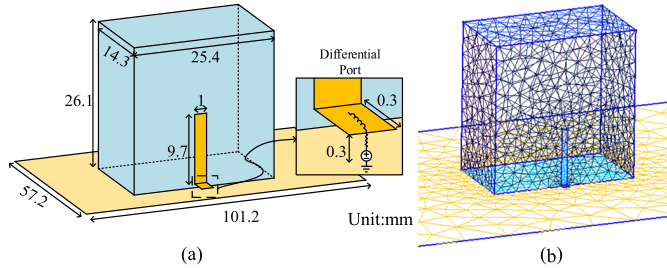 Differential
Port
14.3
25.4
0.3
26.1
1
9.7
0.3
57.2
101.2
Unit:mm
(a)
(b)